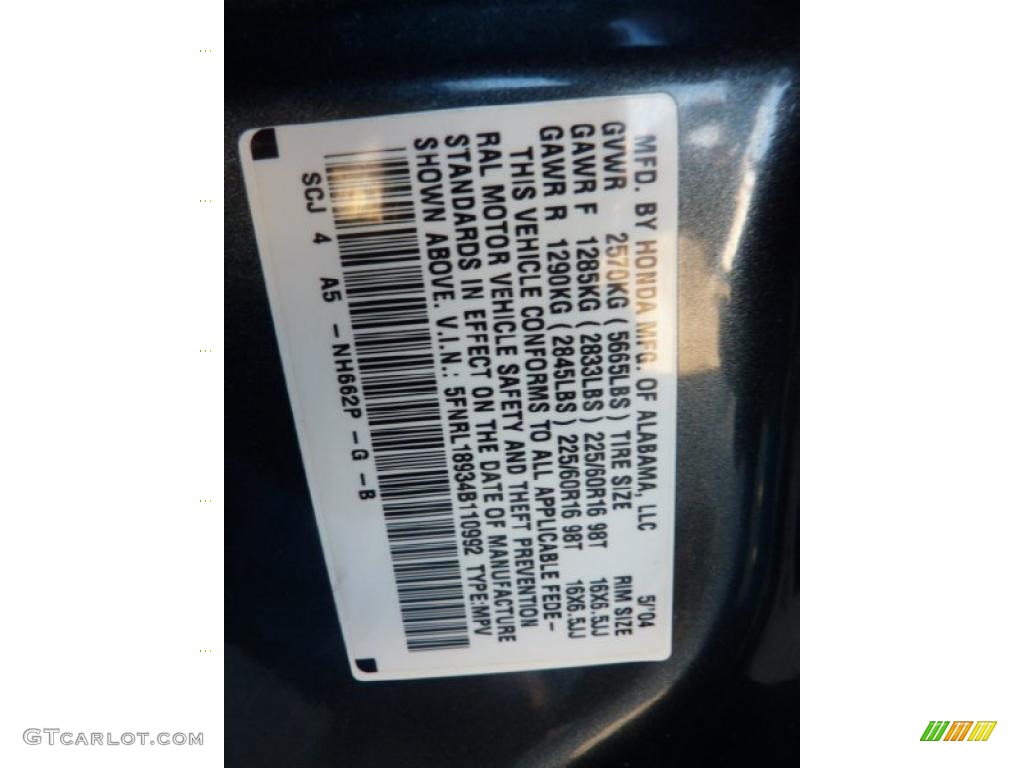 MFD. BY HONDA MFG. OF ALABAMA, LLC 5/'04
GVWR 2570KG ( 5665LBS ) TIRE SIZE RIM SIZE
GAWR F 1285KG ( 2833LBS ) 225/60R16 98T 16X6.5JJ
GAWR R 1290KG ( 2845LBS ) 225/60R16 98T 16X6.5JJ
THIS VEHICLE CONFORMS TO ALL APPLICABLE FEDE-
RAL MOTOR VEHICLE SAFETY AND THEFT PREVENTION
STANDARDS IN EFFECT ON THE DATE OF MANUFACTURE
SHOWN ABOVE. V.I.N.: 5FNRL18934B110992 TYPE:MPV
SCJ 4 A5 -NH662P -G -B
GTCARLOT.COM